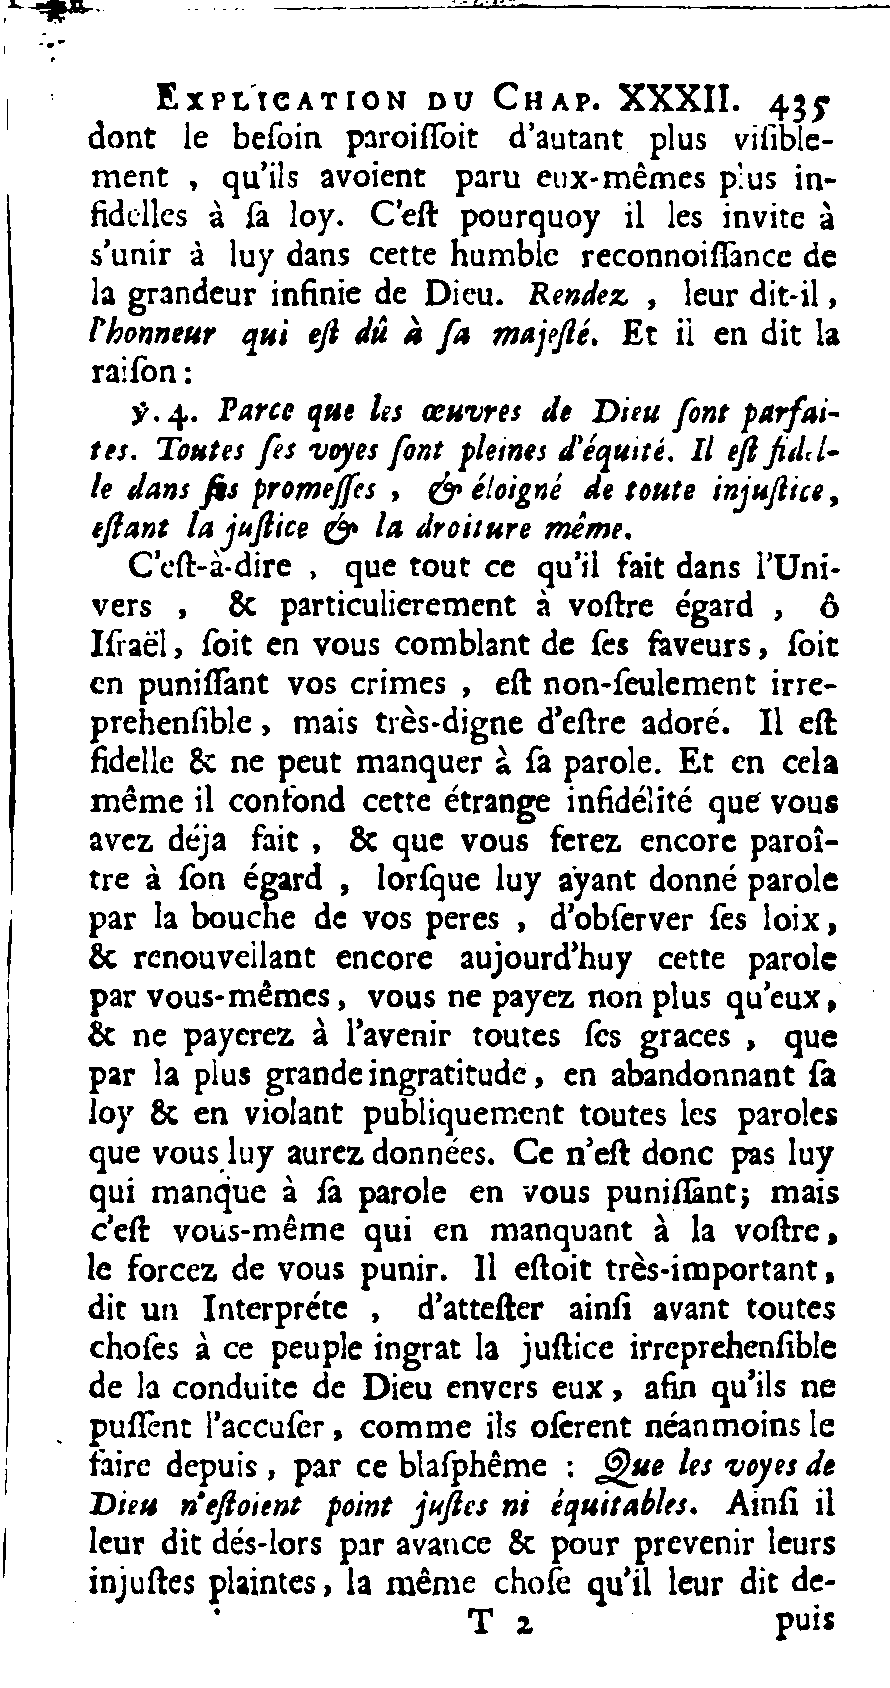 EXPLICATION DU CHAP. XXXII. 435
dont le beſoin paroiſſoit d'autant plus viſible-
ment , qu'ils avoient paru eux-mêmes plus in-
fidelles à ſa loy. C'eſt pourquoy il les invite à
s'unir à luy dans cette humble reconnoiſſance de
la grandeur infinie de Dieu. Rendez , leur dit-il,
l'honneur qui eſt dû à ſa majeſté. Et il en dit la
raiſon:
ẏ. 4. Parce que les œuvres de Dieu ſont parfai-
tes. Toutes ſes voyes ſont pleines d'équité. Il eſt fidel-
le dans ſes promeſſes , & éloigné de toute injuſtice,
eſtant la juſtice & la droiture même.
C'eſt-à-dire , que tout ce qu'il fait dans l'Uni-
vers , & particulierement à voſtre égard , ô
Iſraël, ſoit en vous comblant de ſes faveurs, ſoit
en puniſſant vos crimes , eſt non-ſeulement irre-
prehenſible, mais très-digne d'eſtre adoré. Il eſt
fidelle & ne peut manquer à ſa parole. Et en cela
même il confond cette étrange infidélité que vous
avez déja fait , & que vous ferez encore paroî-
tre à ſon égard , lorſque luy ayant donné parole
par la bouche de vos peres , d'obſerver ſes loix,
& renouvellant encore aujourd'huy cette parole
par vous-mêmes, vous ne payez non plus qu'eux,
& ne payerez à l'avenir toutes ſes graces , que
par la plus grande ingratitude, en abandonnant ſa
loy & en violant publiquement toutes les paroles
que vous luy aurez données. Ce n'eſt donc pas luy
qui manque à ſa parole en vous puniſſant; mais
c'eſt vous-même qui en manquant à la voſtre,
le forcez de vous punir. Il eſtoit très-important,
dit un Interpréte , d'atteſter ainſi avant toutes
choſes à ce peuple ingrat la juſtice irreprehenſible
de la conduite de Dieu envers eux, afin qu'ils ne
puſſent l'accuſer, comme ils oſerent néanmoins le
faire depuis, par ce blaſphême : Que les voyes de
Dieu n'eſtoient point juſtes ni équitables. Ainſi il
leur dit dés-lors par avance & pour prevenir leurs
injuſtes plaintes, la même choſe qu'il leur dit de-
T 2 puis